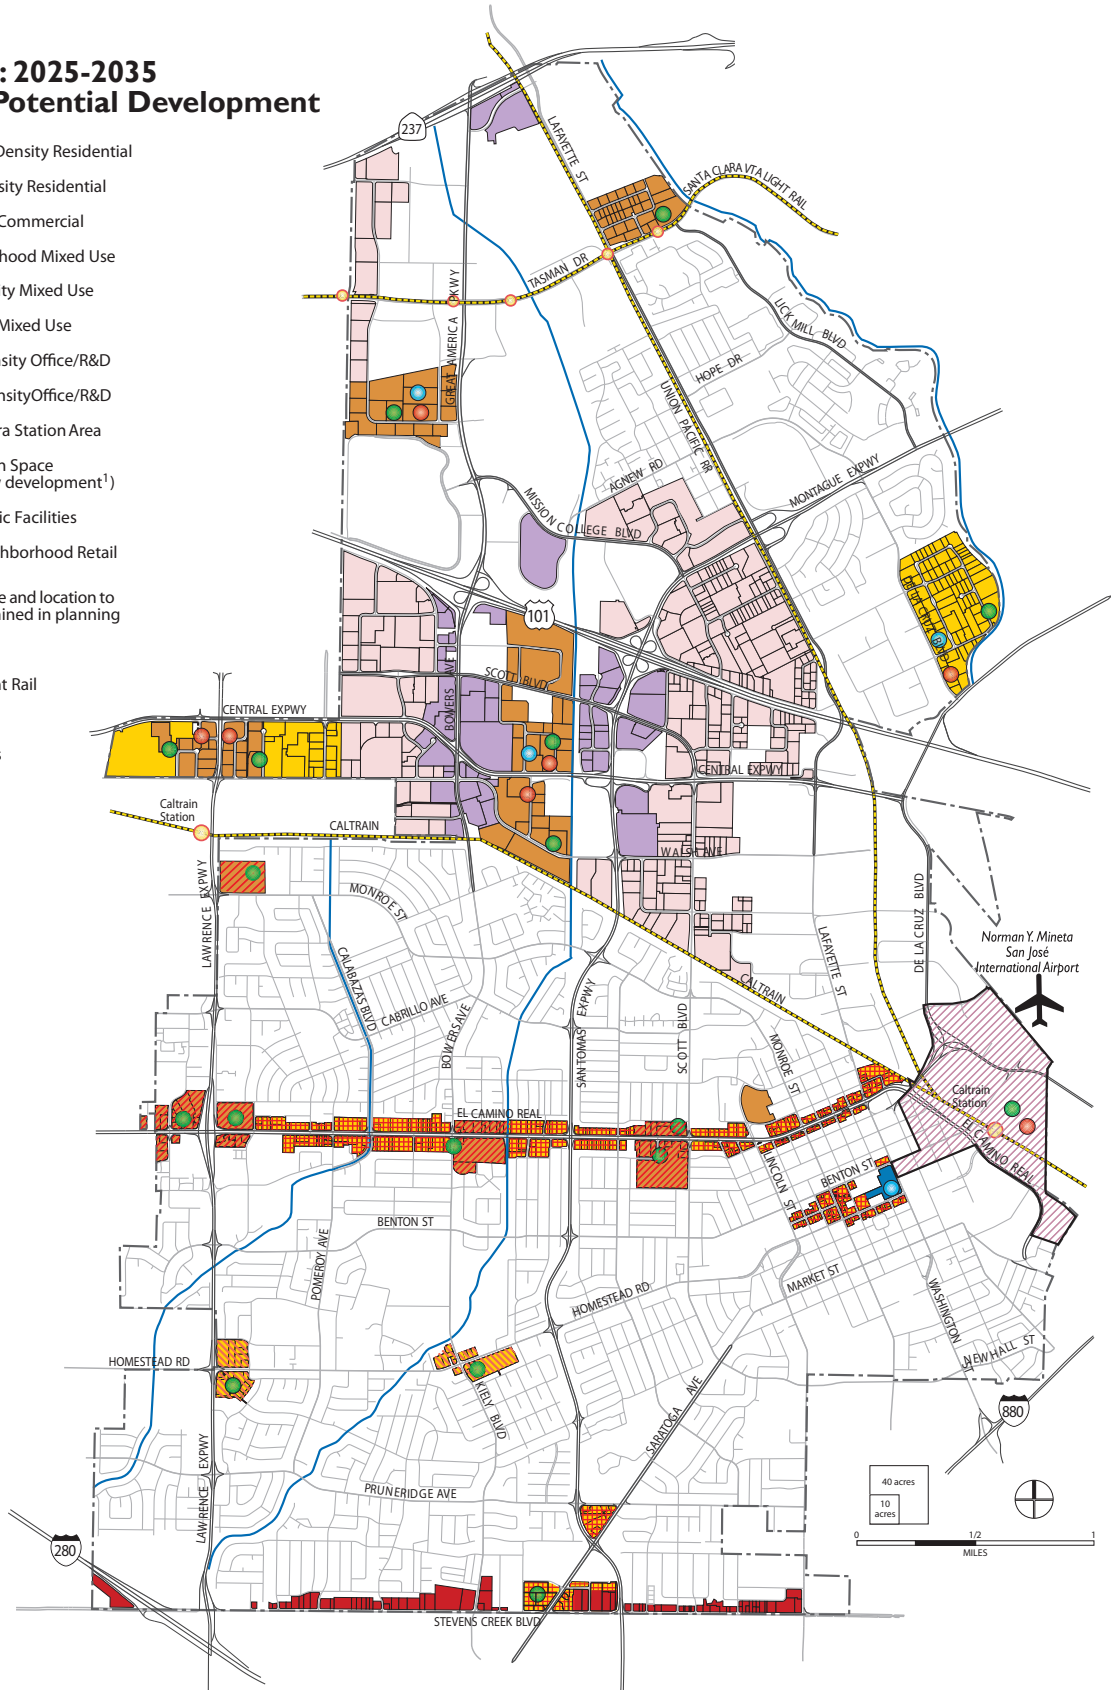 : 2025-2035
Potential Development
Density Residential
sity Residential
Commercial
hood Mixed Use
ity Mixed Use
Mixed Use
sity Office/R&D
nsityOffice/R&D
ra Station Area
n Space
development1)
ic Facilities
hborhood Retail
e and location to
ined in planning
t Rail
s
237
LAFAYETTE ST
SANTA CLARA VTA LIGHT RAIL
TASMAN DR
GREAT AMERICA PKWY
LICK MILL BLVD
HOPE DR
UNION PACIFIC RR
AGNEW RD
MONTAGUE EXPWY
MISSION COLLEGE BLVD
101
DE LA CRUZ BLVD
SCOTT BLVD
BOWERS AVE
CENTRAL EXPWY
CENTRAL EXPWY
Caltrain
Station
CALTRAIN
WALSH AVE
LAWRENCE EXPWY
MONROE ST
DE LA CRUZ BLVD
LAFAYETTE ST
Norman Y. Mineta
San José
International Airport
CALABAZAS BLVD
CABRILLO AVE
BOWERS AVE
SAN TOMAS EXPWY
SCOTT BLVD
CALTRAIN
MONROE ST
Caltrain
Station
EL CAMINO REAL
EL CAMINO REAL
LINCOLN ST
BENTON ST
BENTON ST
POMEROY AVE
HOMESTEAD RD
MARKET ST
WASHINGTON ST
NEWHALL ST
HOMESTEAD RD
KIELY BLVD
SARATOGA AVE
880
LAWRENCE EXPWY
PRUNERIDGE AVE
40 acres
10
acres
0 1/2 1
MILES
280
STEVENS CREEK BLVD